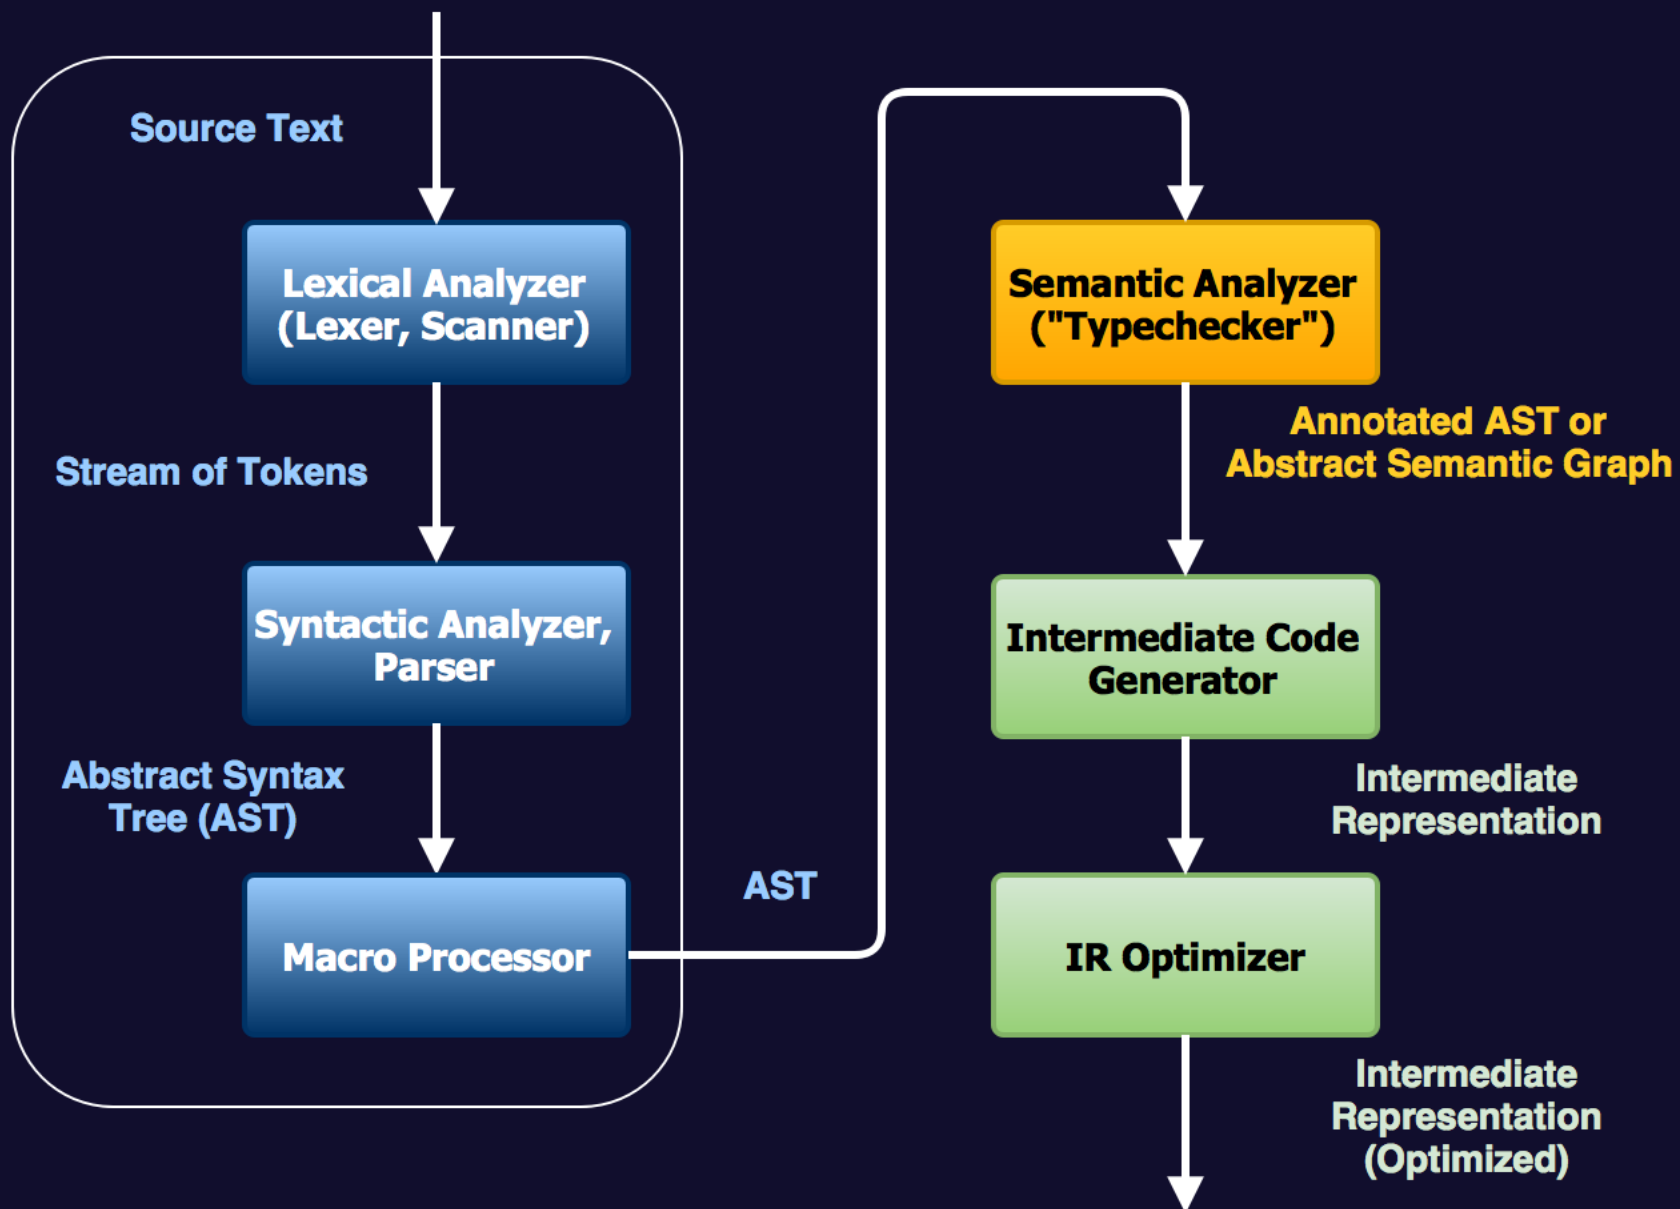 Source Text
Lexical Analyzer
(Lexer, Scanner)
Stream of Tokens
Syntactic Analyzer,
Parser
Abstract Syntax
Tree (AST)
Macro Processor
AST
Semantic Analyzer
("Typechecker")
Annotated AST or
Abstract Semantic Graph
Intermediate Code
Generator
Intermediate
Representation
IR Optimizer
Intermediate
Representation
(Optimized)